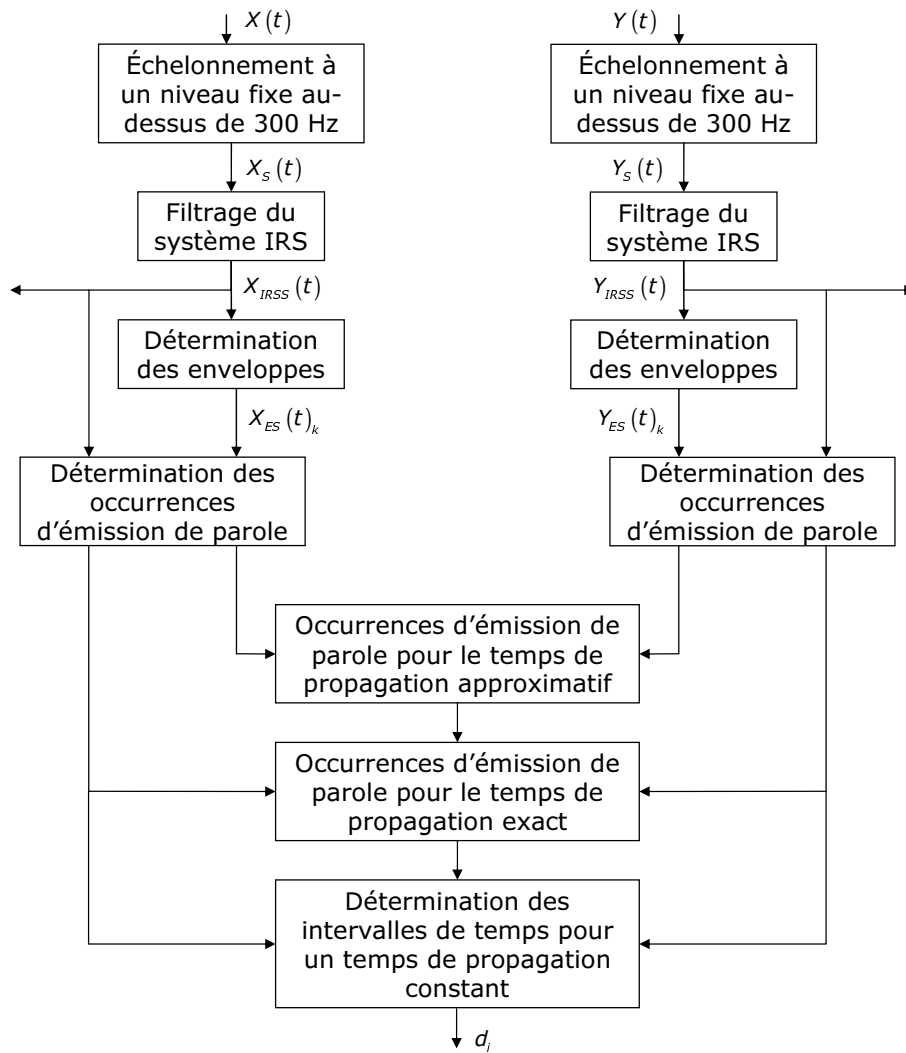 X(t)
Y(t)
Échelonnement à
un niveau fixe au-
dessus de 300 Hz
Échelonnement à
un niveau fixe au-
dessus de 300 Hz
X_S(t)
Y_S(t)
Filtrage du
système IRS
Filtrage du
système IRS
X_IRSS(t)
Y_IRSS(t)
Détermination
des enveloppes
Détermination
des enveloppes
X_ES(t)_k
Y_ES(t)_k
Détermination des
occurrences
d'émission de parole
Détermination des
occurrences
d'émission de parole
Occurrences d'émission de
parole pour le temps de
propagation approximatif
Occurrences d'émission de
parole pour le temps de
propagation exact
Détermination des
intervalles de temps pour
un temps de propagation
constant
d_i